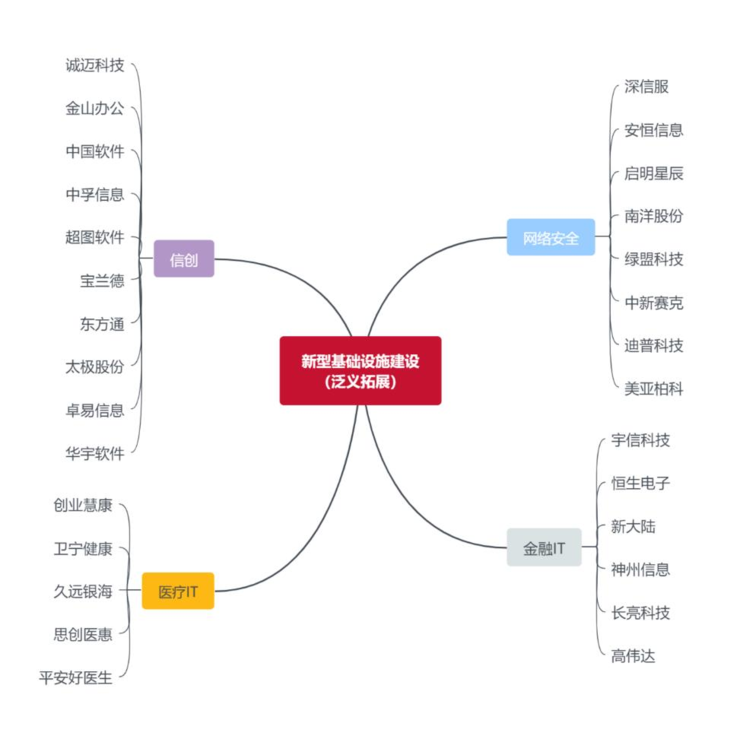 新型基础设施建设
（泛义拓展）
信创
诚迈科技
金山办公
中国软件
中孚信息
超图软件
宝兰德
东方通
太极股份
卓易信息
华宇软件
医疗IT
创业慧康
卫宁健康
久远银海
思创医惠
平安好医生
网络安全
深信服
安恒信息
启明星辰
南洋股份
绿盟科技
中新赛克
迪普科技
美亚柏科
金融IT
宇信科技
恒生电子
新大陆
神州信息
长亮科技
高伟达